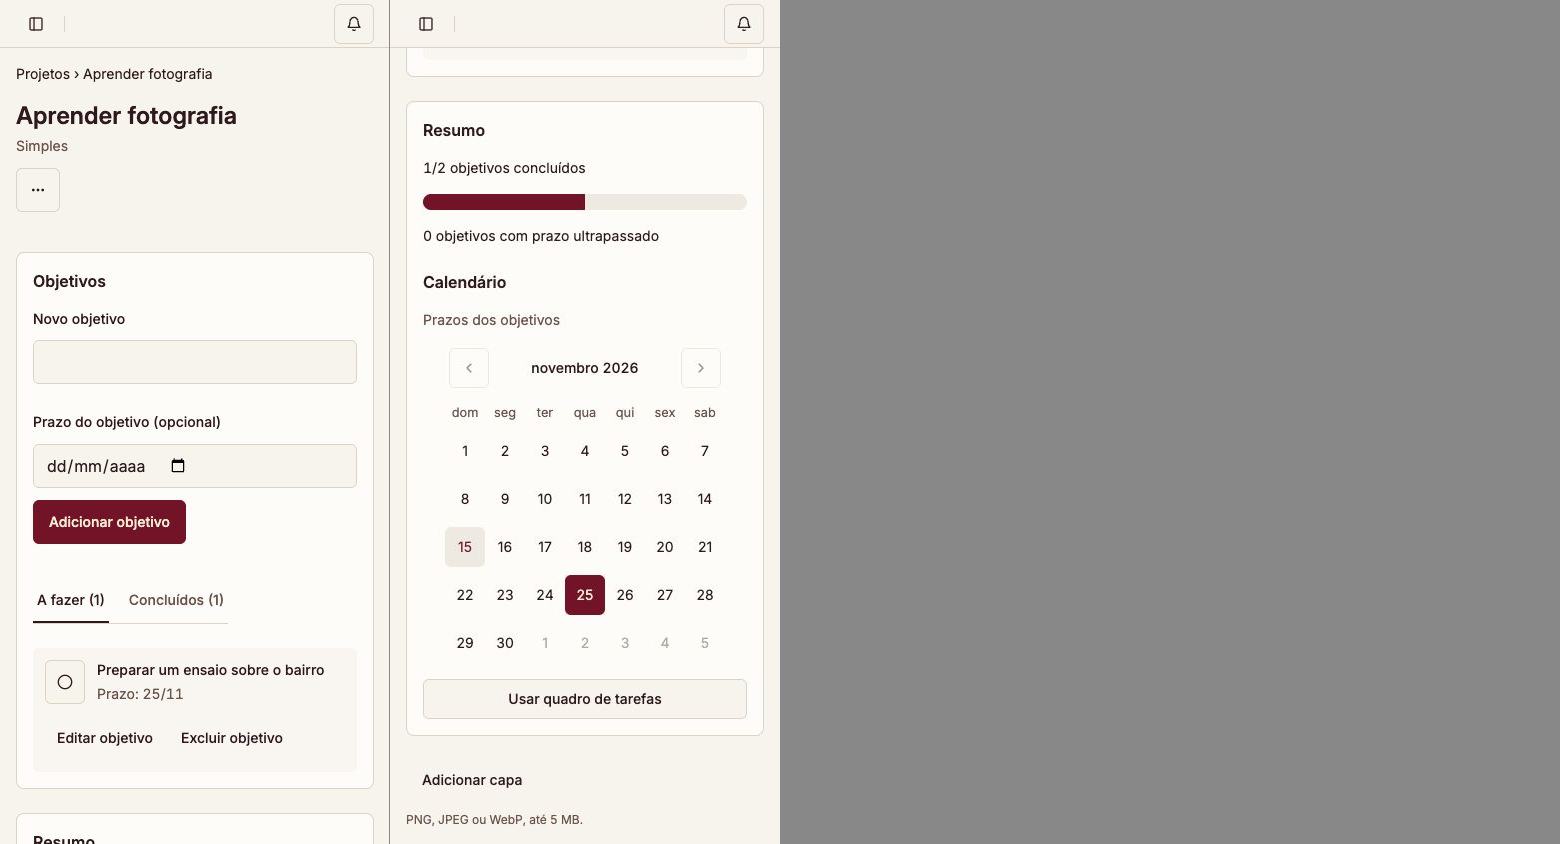 Projetos › Aprender fotografia
Aprender fotografia
Simples
...
Objetivos
Novo objetivo
Prazo do objetivo (opcional)
dd/mm/aaaa
Adicionar objetivo
A fazer (1) Concluídos (1)
Preparar um ensaio sobre o bairro
Prazo: 25/11
Editar objetivo Excluir objetivo
Resumo
Resumo
1/2 objetivos concluídos
0 objetivos com prazo ultrapassado
Calendário
Prazos dos objetivos
novembro 2026
dom seg ter qua qui sex sab
1 2 3 4 5 6 7
8 9 10 11 12 13 14
15 16 17 18 19 20 21
22 23 24 25 26 27 28
29 30 1 2 3 4 5
Usar quadro de tarefas
Adicionar capa
PNG, JPEG ou WebP, até 5 MB.